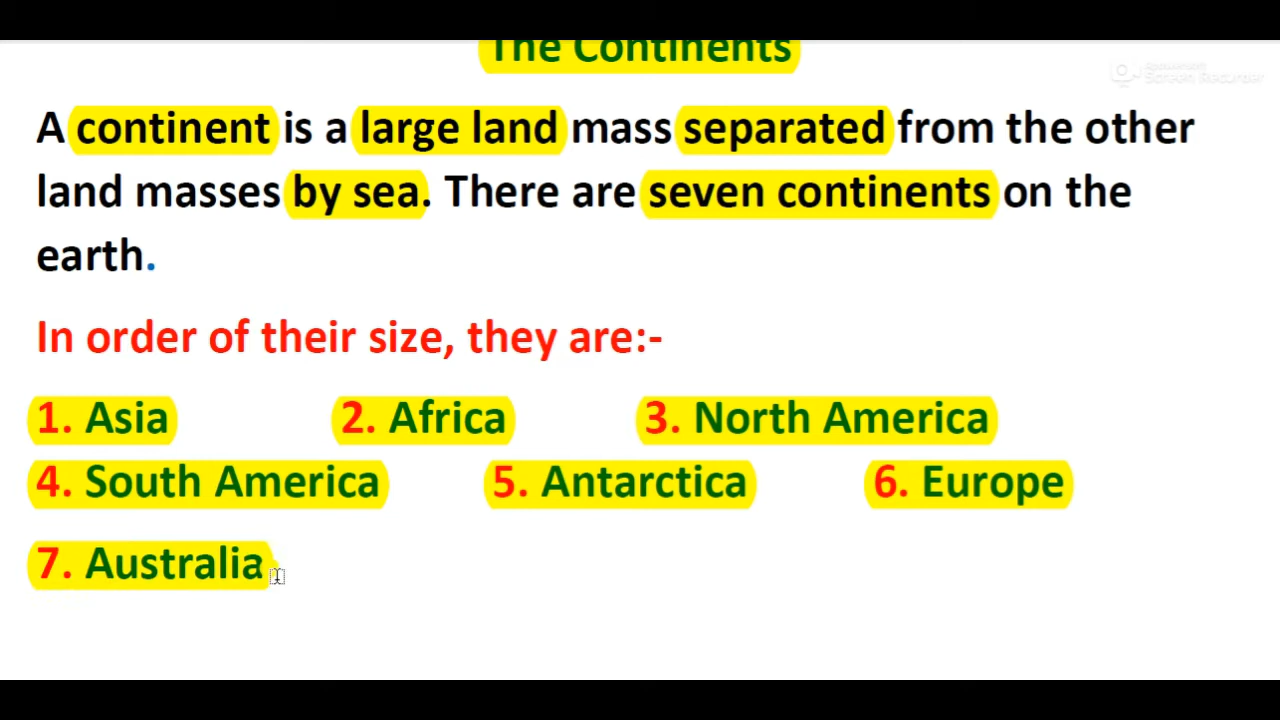 The Continents
Screen Recorder
A continent is a large land mass separated from the other
land masses by sea. There are seven continents on the
earth.
In order of their size, they are:-
1. Asia 2. Africa 3. North America
4. South America 5. Antarctica 6. Europe
7. Australia